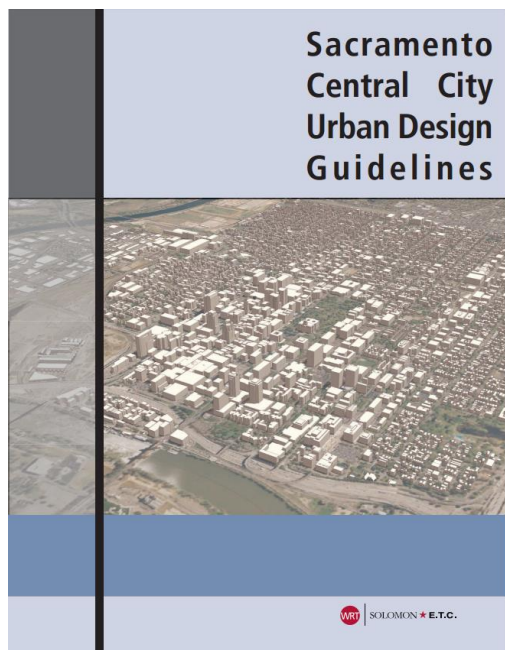 Sacramento
Central City
Urban Design
Guidelines
WRT SOLOMON ★ E.T.C.